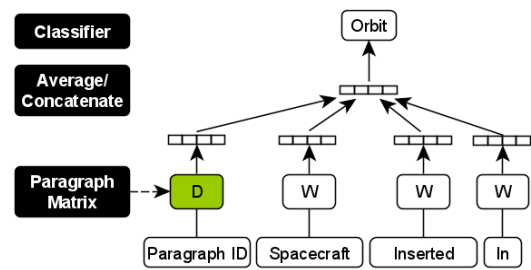 Classifier
Orbit
Average/
Concatenate
Paragraph
Matrix
D
W
W
W
Paragraph ID
Spacecraft
Inserted
In